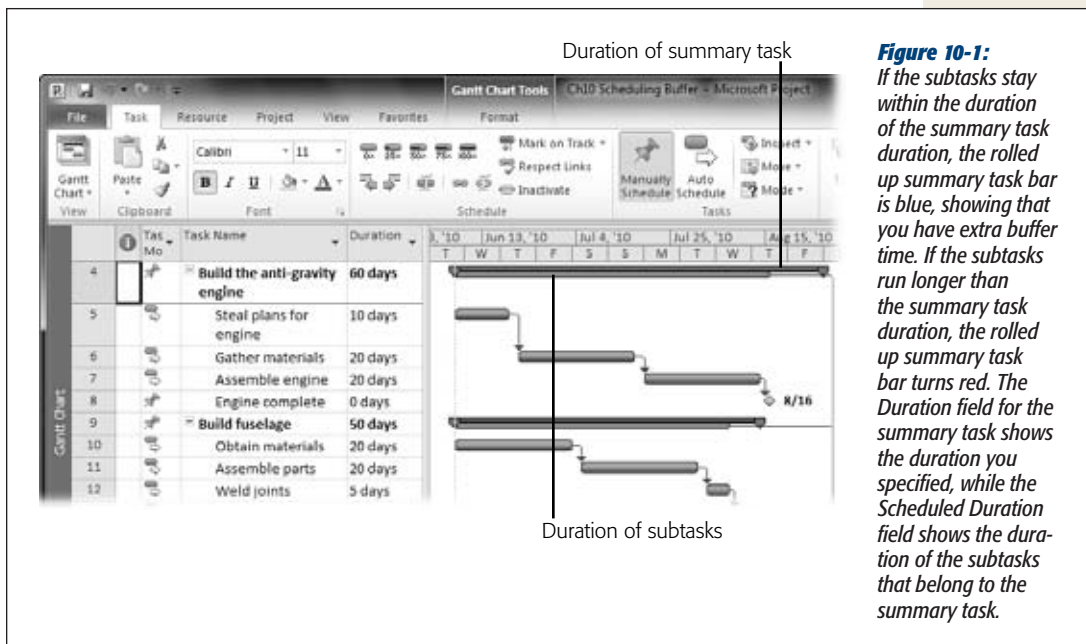 Duration of summary task
Gantt Chart Tools
Ch10 Scheduling Buffer - Microsoft Project
File
Task
Resource
Project
View
Favorites
Format
Gantt
Chart
View
Paste
Clipboard
Calibri
11
B I U
A
Font
Mark on Track
Respect Links
Inactivate
Schedule
Manually
Schedule
Auto
Schedule
Inspect
Move
Mode
Tasks
Tas
Mo
Task Name
Duration
'10
Jun 13, '10
Jul 4, '10
Jul 25, '10
Aug 15, '10
T W T F S S M T W T F
4 Build the anti-gravity 60 days
engine
5 Steal plans for 10 days
engine
6 Gather materials 20 days
7 Assemble engine 20 days
8 Engine complete 0 days
8/16
9 Build fuselage 50 days
10 Obtain materials 20 days
11 Assemble parts 20 days
12 Weld joints 5 days
Gantt Chart
Duration of subtasks
Figure 10-1:
If the subtasks stay
within the duration
of the summary task
duration, the rolled
up summary task bar
is blue, showing that
you have extra buffer
time. If the subtasks
run longer than
the summary task
duration, the rolled
up summary task
bar turns red. The
Duration field for the
summary task shows
the duration you
specified, while the
Scheduled Duration
field shows the dura-
tion of the subtasks
that belong to the
summary task.